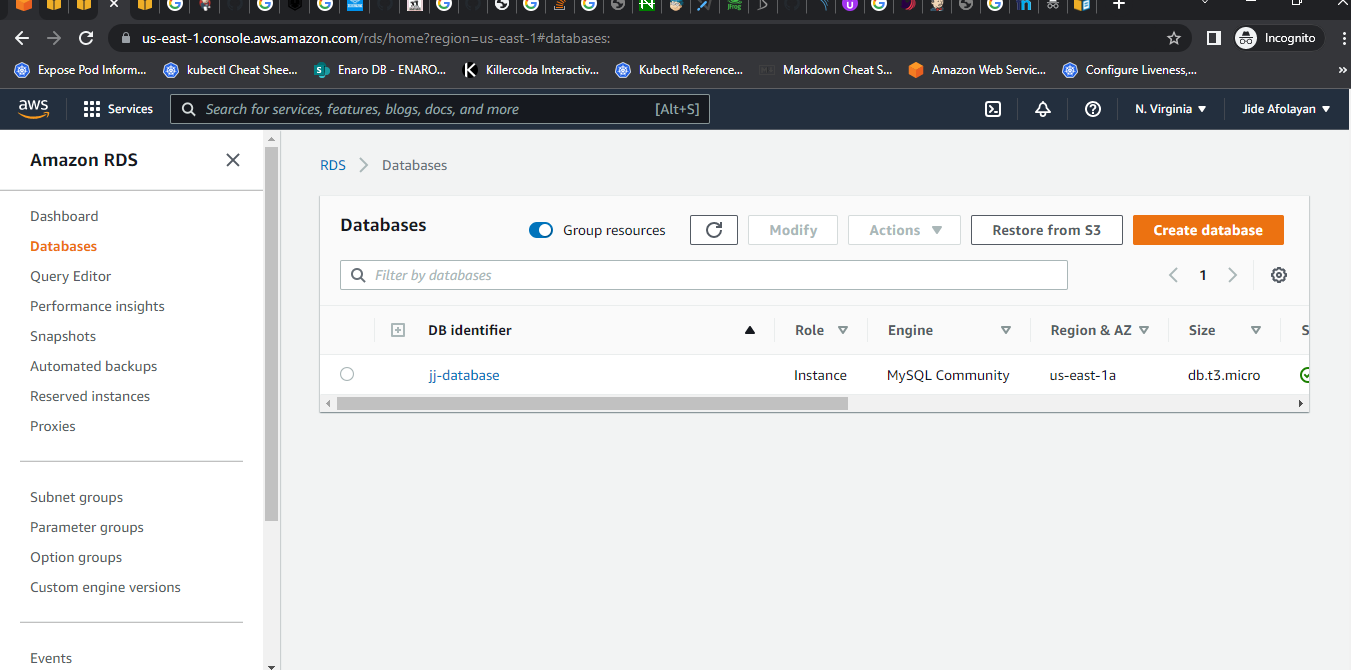 us-east-1.console.aws.amazon.com/rds/home?region=us-east-1#databases:
Incognito
Expose Pod Inform...
kubectl Cheat Shee...
Enaro DB - ENARO...
Killercoda Interactiv...
Kubectl Reference...
Markdown Cheat S...
Amazon Web Servic...
Configure Liveness,...
»
aws
Services
Search for services, features, blogs, docs, and more
[Alt+S]
N. Virginia
Jide Afolayan
Amazon RDS
Dashboard
Databases
Query Editor
Performance insights
Snapshots
Automated backups
Reserved instances
Proxies
Subnet groups
Parameter groups
Option groups
Custom engine versions
Events
RDS
Databases
Databases
Group resources
Modify
Actions
Restore from S3
Create database
Filter by databases
1
DB identifier
Role
Engine
Region & AZ
Size
S
jj-database
Instance
MySQL Community
us-east-1a
db.t3.micro